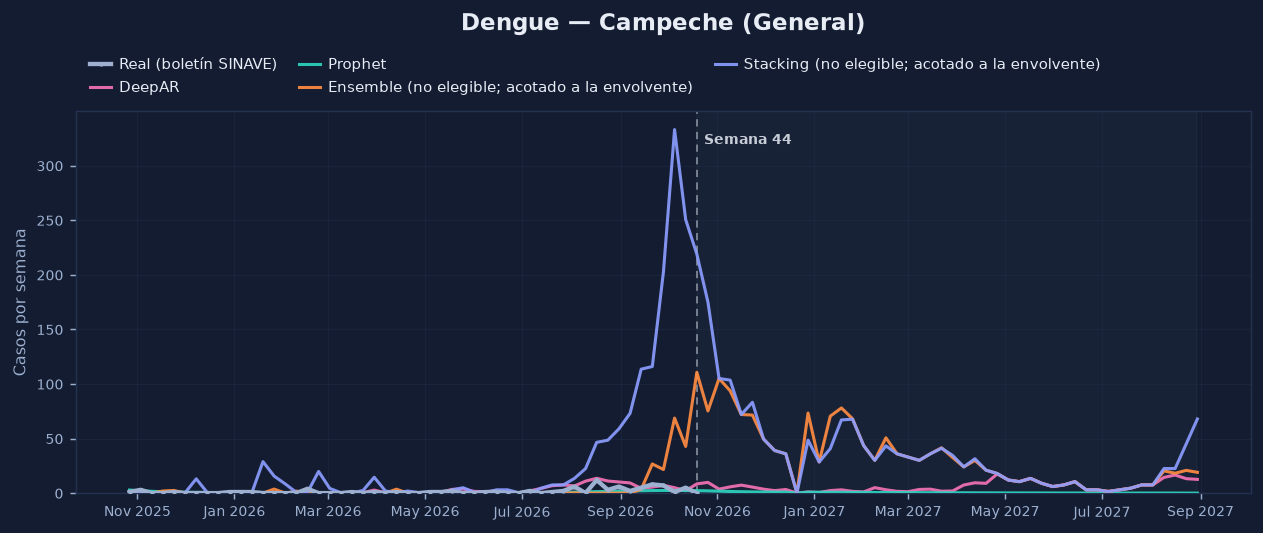 Dengue — Campeche (General)
Real (boletín SINAVE)
Prophet
Stacking (no elegible; acotado a la envolvente)
DeepAR
Ensemble (no elegible; acotado a la envolvente)
Semana 44
Casos por semana
300
250
200
150
100
50
0
Nov 2025
Jan 2026
Mar 2026
May 2026
Jul 2026
Sep 2026
Nov 2026
Jan 2027
Mar 2027
May 2027
Jul 2027
Sep 2027